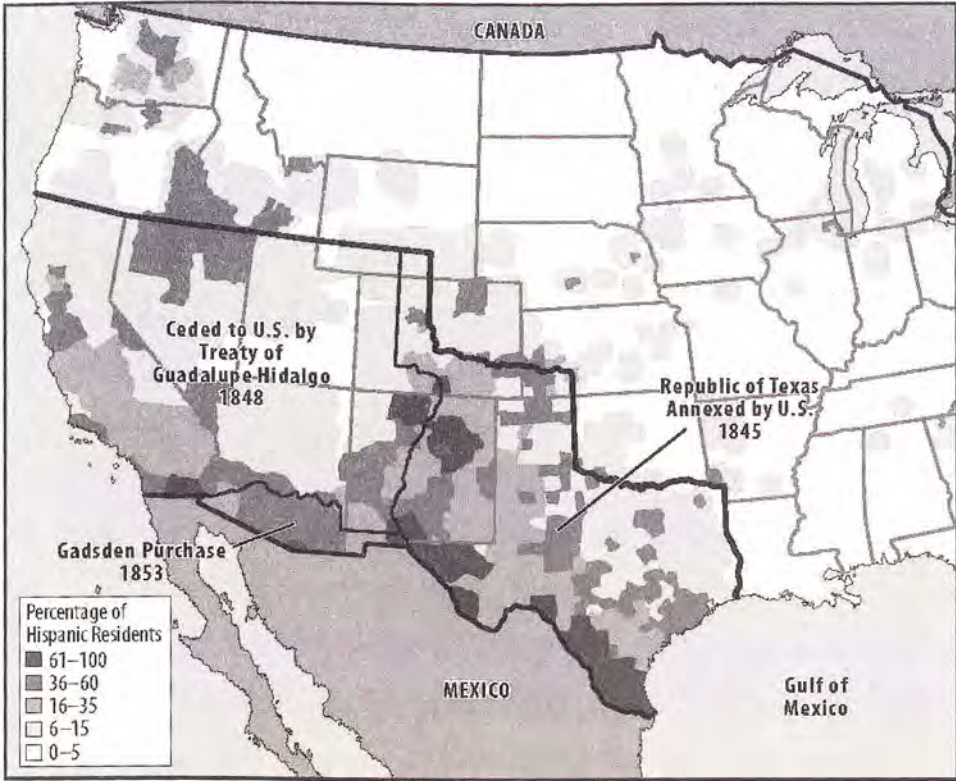 CANADA
Ceded to U.S. by
Treaty of
Guadalupe-Hidalgo
1848
Republic of Texas
Annexed by U.S.
1845
Gadsden Purchase
1853
Percentage of
Hispanic Residents
61–100
36–60
16–35
6–15
0–5
MEXICO
Gulf of
Mexico